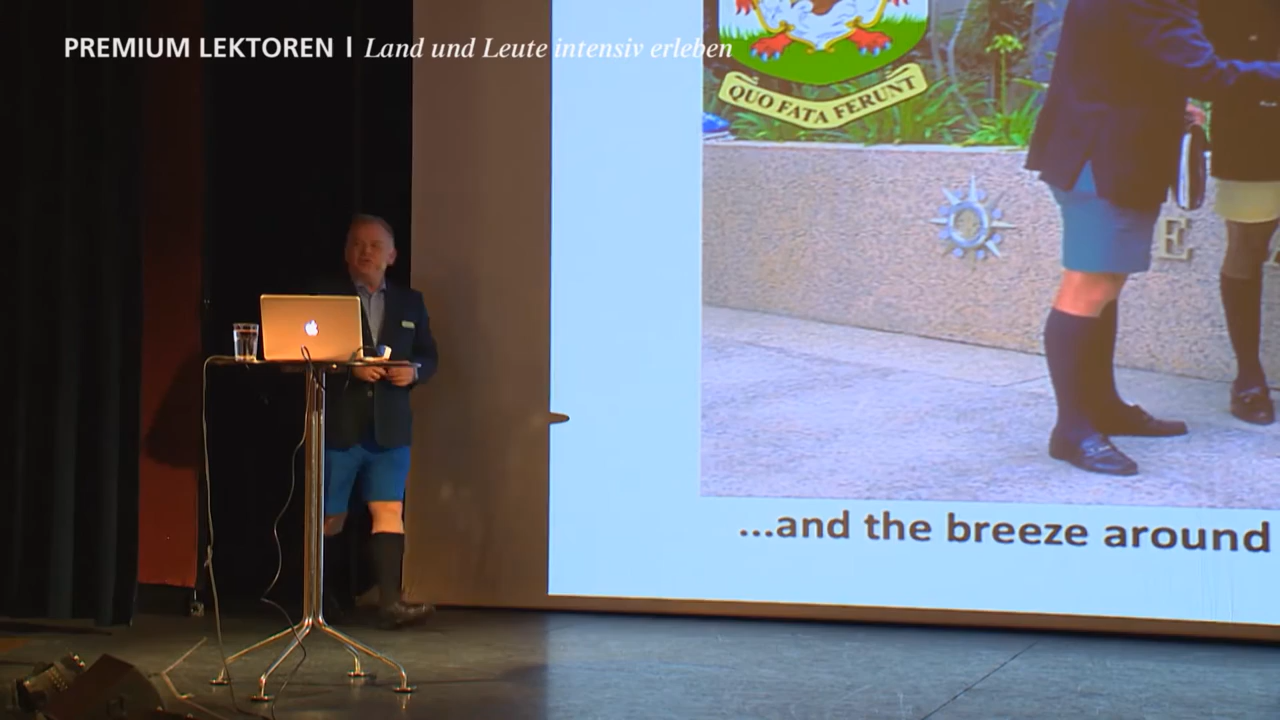 PREMIUM LEKTOREN | Land und Leute intensiv erleben
QUO FATA FERUNT
E
...and the breeze around